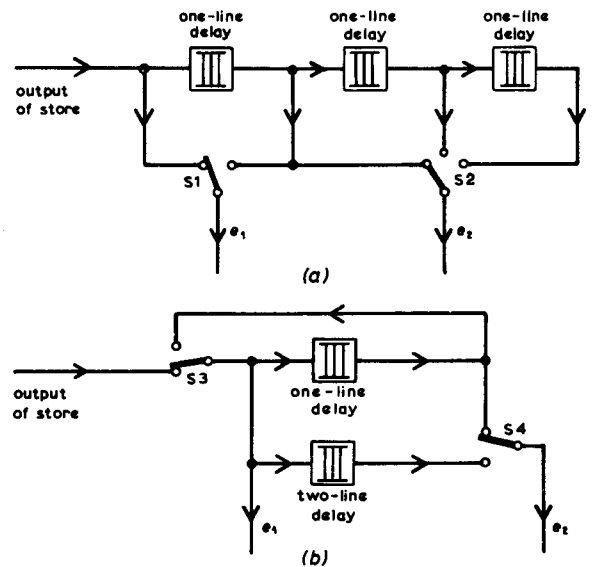 one-line
delay
one-line
delay
one-line
delay
output
of store
S1
S2
e₁
e₂
(a)
S3
output
of store
one-line
delay
S4
two-line
delay
e₁
e₂
(b)